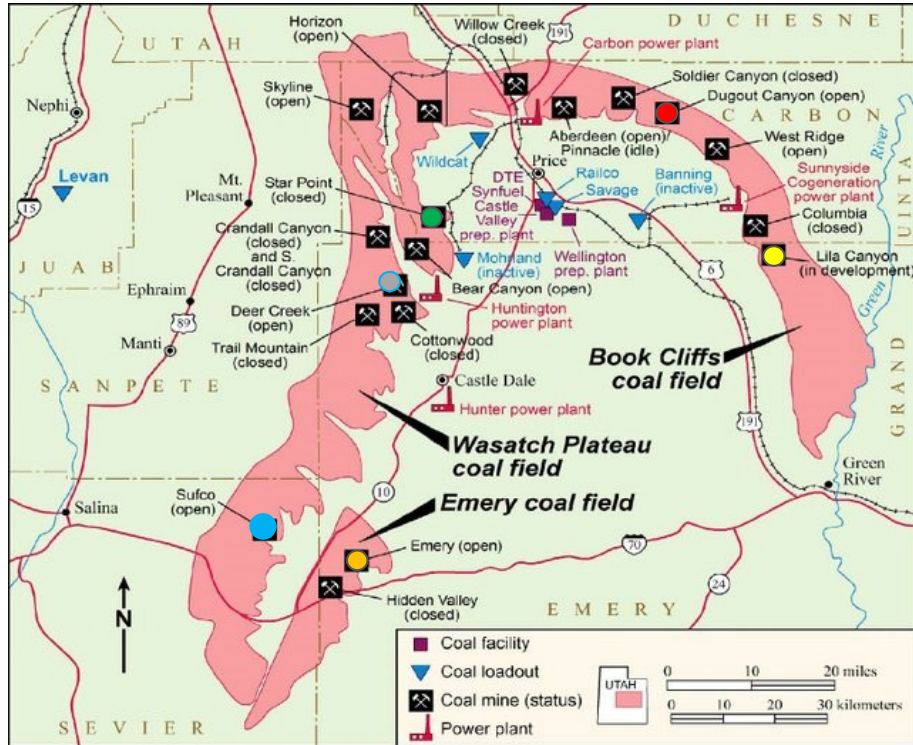 DUCHESNE
UTAH
Horizon
(open)
Willow Creek
(closed)
191
Carbon power plant
Skyline
(open)
Soldier Canyon (closed)
Dugout Canyon (open)
CARBON
Nephi
Aberdeen (open)/
Pinnacle (idle)
West Ridge
(open)
Wildcat
Price
Levan
15
Mt.
Pleasant
Star Point
(closed)
DTE
Synfuel
Castle
Valley
prep. plant
Railco
Savage
Banning
(inactive)
Sunnyside
Cogeneration
power plant
Green
River
UINTA
Crandall Canyon
(closed)
and S.
Crandall Canyon
(closed)
Columbia
(closed)
JUAB
Mohrland
(inactive)
Wellington
prep. plant
Lila Canyon
(in development)
Bear Canyon (open)
6
Green River
Ephraim
89
Deer Creek
(open)
Huntington
power plant
Manti
Trail Mountain
(closed)
Cottonwood
(closed)
Book Cliffs
coal field
SANPETE
Castle Dale
GRAND
Hunter power plant
191
Wasatch Plateau
coal field
Green
River
Sufco
(open)
10
Salina
Emery coal field
Emery (open)
70
24
N
Hidden Valley
(closed)
EMERY
Coal facility
Coal loadout
Coal mine (status)
Power plant
UTAH
0 10 20 miles
0 10 20 30 kilometers
SEVIER